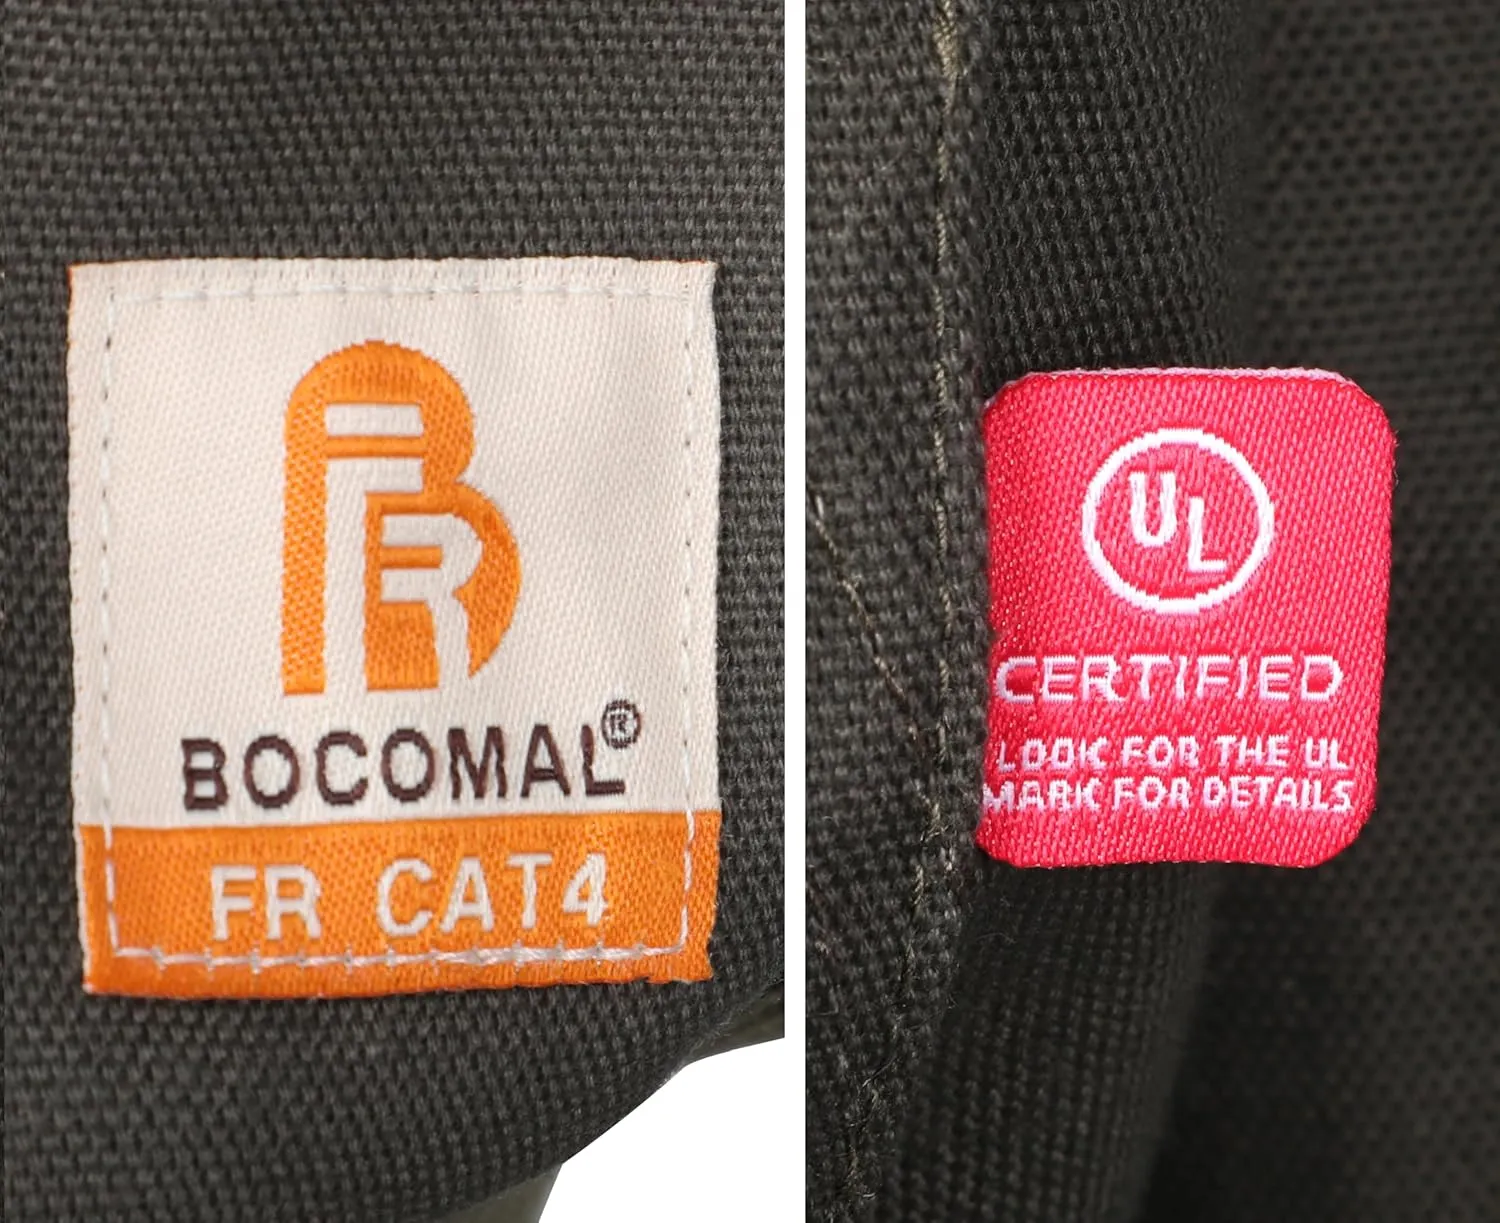 BOCOMAL®
FR CAT4
UL
CERTIFIED
LOOK FOR THE UL
MARK FOR DETAILS